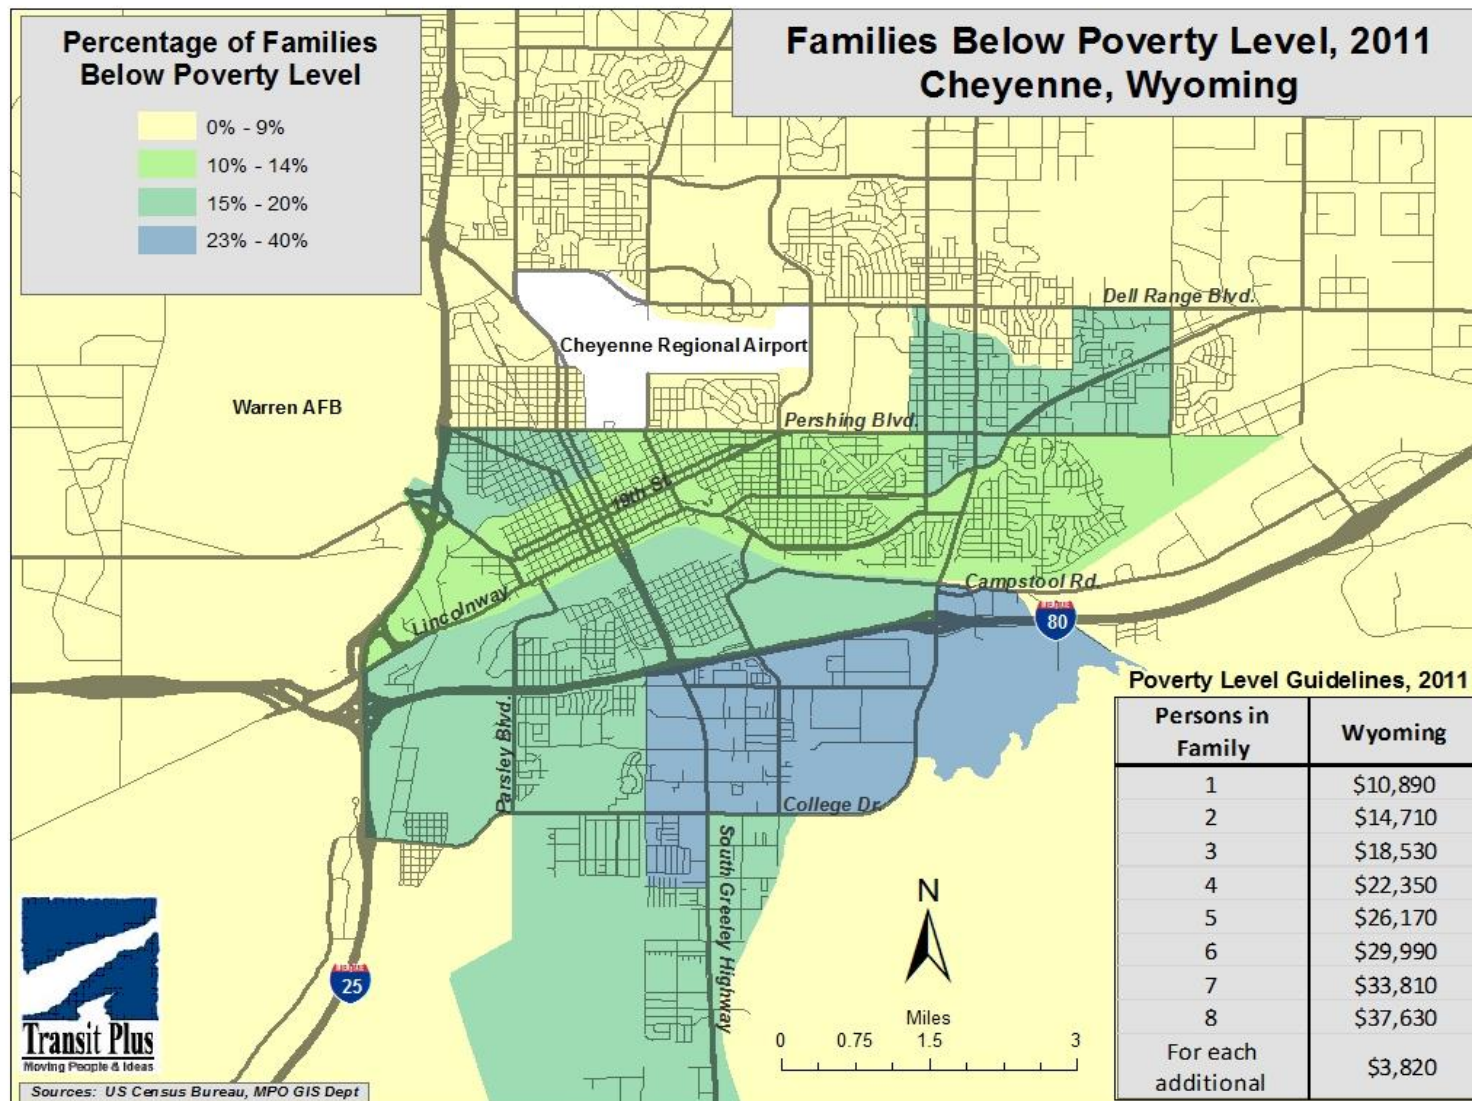 Percentage of Families
Below Poverty Level
0% - 9%
10% - 14%
15% - 20%
23% - 40%
Families Below Poverty Level, 2011
Cheyenne, Wyoming
Dell Range Blvd.
Cheyenne Regional Airport
Warren AFB
Pershing Blvd.
19th St.
Lincolnway
Campstool Rd.
80
Parsley Blvd.
College Dr.
South Greeley Highway
25
N
Miles
0 0.75 1.5 3
Poverty Level Guidelines, 2011
Persons in Family Wyoming
1 $10,890
2 $14,710
3 $18,530
4 $22,350
5 $26,170
6 $29,990
7 $33,810
8 $37,630
For each additional $3,820
Transit Plus
Moving People & Ideas
Sources: US Census Bureau, MPO GIS Dept